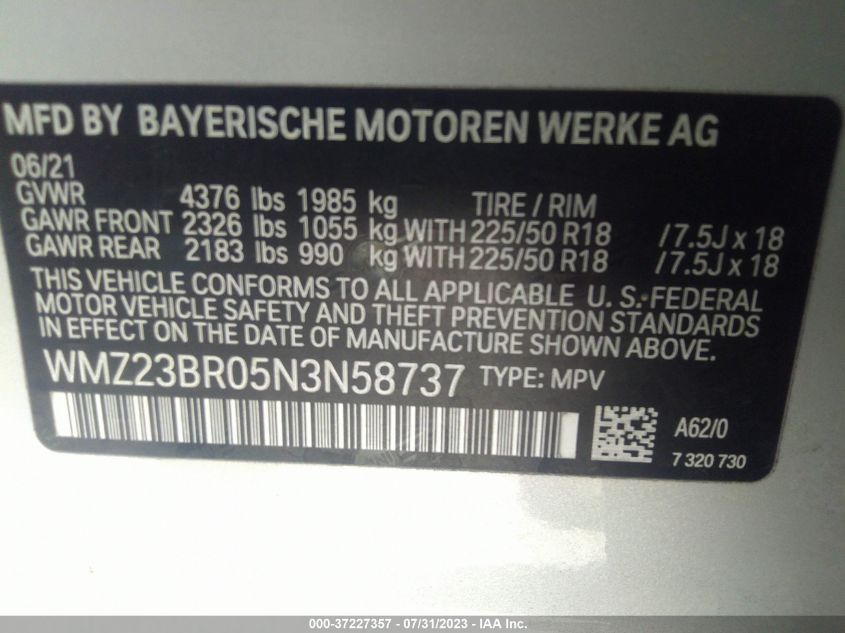 MFD BY BAYERISCHE MOTOREN WERKE AG
06/21
GVWR 4376 lbs 1985 kg TIRE / RIM
GAWR FRONT 2326 lbs 1055 kg WITH 225/50 R18 /7.5J x 18
GAWR REAR 2183 lbs 990 kg WITH 225/50 R18 /7.5J x 18
THIS VEHICLE CONFORMS TO ALL APPLICABLE U. S.-FEDERAL
MOTOR VEHICLE SAFETY AND THEFT PREVENTION STANDARDS
IN EFFECT ON THE DATE OF MANUFACTURE SHOWN ABOVE.
WMZ23BR05N3N58737 TYPE: MPV
A62/0
7 320 730
000-37227357 - 07/31/2023 - IAA Inc.